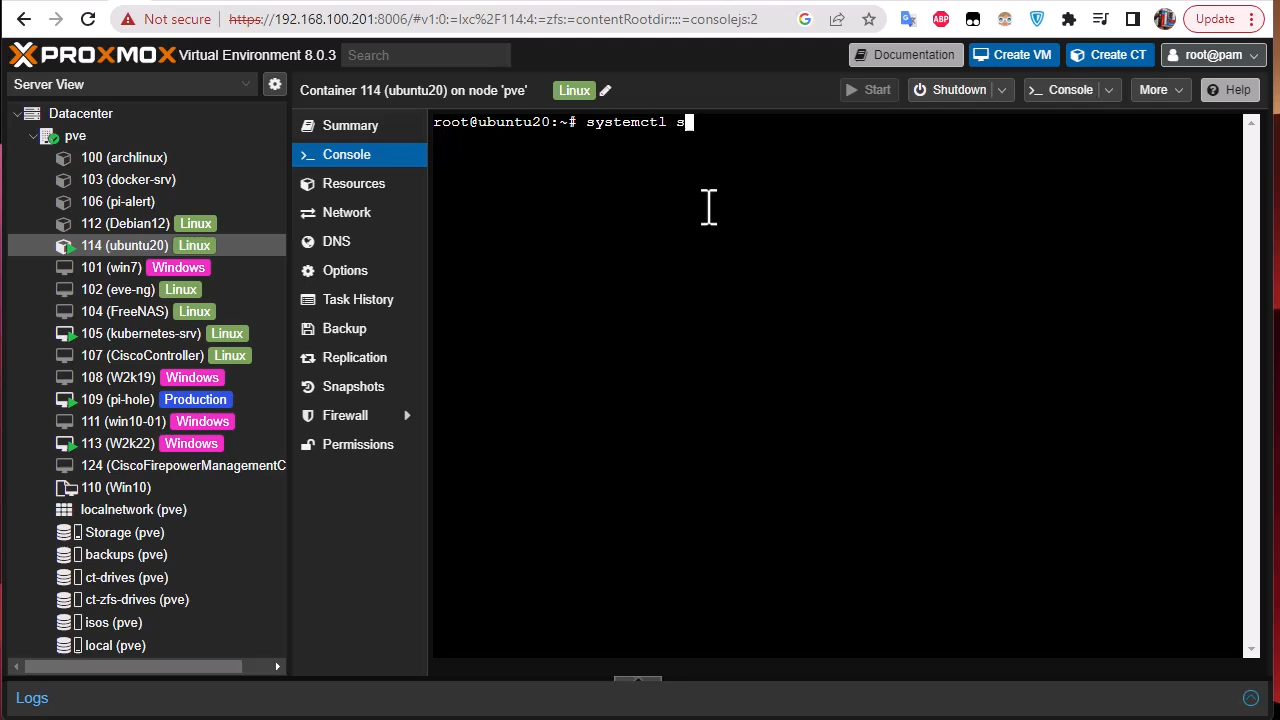 Not secure https://192.168.100.201:8006/#v1:0:=lxc%2F114:4:=zfs:=contentRootdir::::=consolejs:2 ABP Update
PROXMOX Virtual Environment 8.0.3 Search Documentation Create VM Create CT root@pam
Server View
Container 114 (ubuntu20) on node 'pve' Linux Start Shutdown >_ Console More Help
Datacenter
pve
100 (archlinux)
103 (docker-srv)
106 (pi-alert)
112 (Debian12) Linux
114 (ubuntu20) Linux
101 (win7) Windows
102 (eve-ng) Linux
104 (FreeNAS) Linux
105 (kubernetes-srv) Linux
107 (CiscoController) Linux
108 (W2k19) Windows
109 (pi-hole) Production
111 (win10-01) Windows
113 (W2k22) Windows
124 (CiscoFirepowerManagementC
110 (Win10)
localnetwork (pve)
Storage (pve)
backups (pve)
ct-drives (pve)
ct-zfs-drives (pve)
isos (pve)
local (pve)
Summary
>_ Console
Resources
Network
DNS
Options
Task History
Backup
Replication
Snapshots
Firewall
Permissions
root@ubuntu20:~# systemctl s
Logs